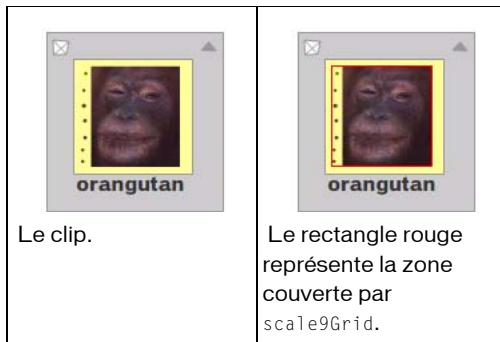 orangutan
Le clip.
orangutan
Le rectangle rouge
représente la zone
couverte par
scale9Grid.